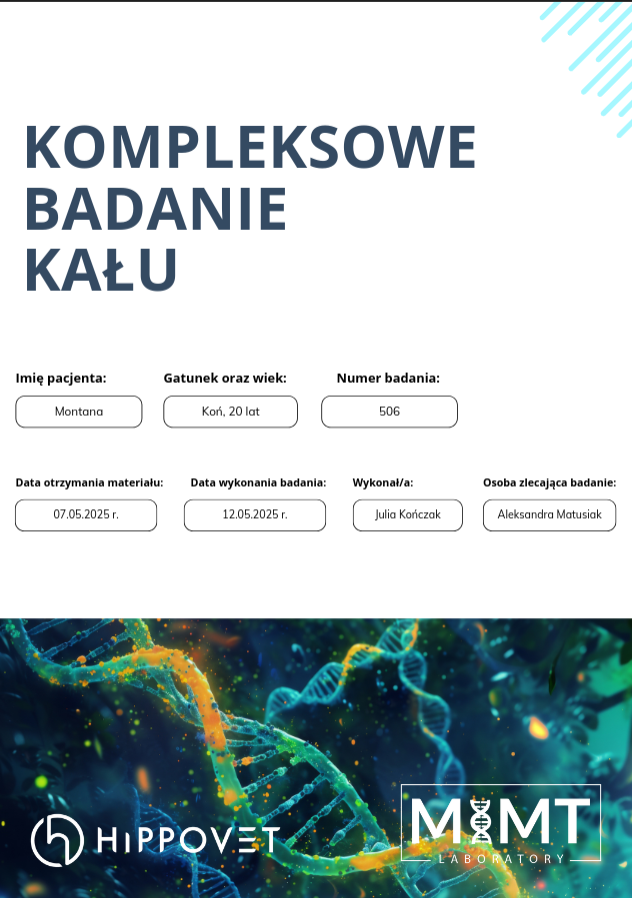 KOMPLEKSOWE
BADANIE
KAŁU
Imię pacjenta: Gatunek oraz wiek: Numer badania:
Montana Koń, 20 lat 506
Data otrzymania materiału: Data wykonania badania: Wykonał/a: Osoba zlecająca badanie:
07.05.2025 r. 12.05.2025 r. Julia Kończak Aleksandra Matusiak
HIPPOVET
MIMT
LABORATORY